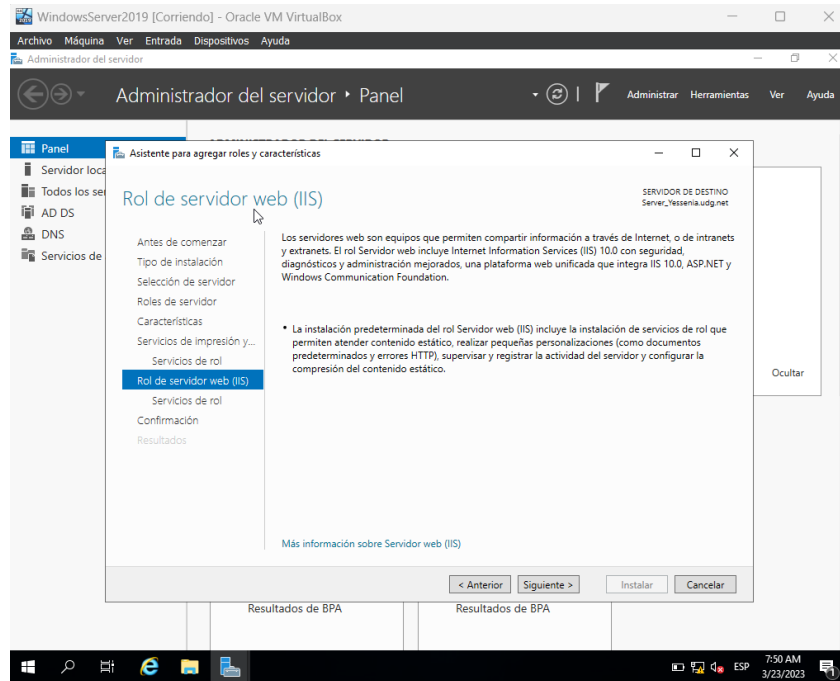 WindowsServer2019 [Corriendo] - Oracle VM VirtualBox
Archivo Máquina Ver Entrada Dispositivos Ayuda
Administrador del servidor
Administrador del servidor Panel
Administrar Herramientas Ver Ayuda
Panel
Servidor loca
Todos los ser
AD DS
DNS
Servicios de
Asistente para agregar roles y características
Rol de servidor web (IIS)
SERVIDOR DE DESTINO
Server_Yessenia.udg.net
Antes de comenzar
Tipo de instalación
Selección de servidor
Roles de servidor
Características
Servicios de impresión y...
Servicios de rol
Rol de servidor web (IIS)
Servicios de rol
Confirmación
Resultados
Los servidores web son equipos que permiten compartir información a través de Internet, o de intranets
y extranets. El rol Servidor web incluye Internet Information Services (IIS) 10.0 con seguridad,
diagnósticos y administración mejorados, una plataforma web unificada que integra IIS 10.0, ASP.NET y
Windows Communication Foundation.
• La instalación predeterminada del rol Servidor web (IIS) incluye la instalación de servicios de rol que
permiten atender contenido estático, realizar pequeñas personalizaciones (como documentos
predeterminados y errores HTTP), supervisar y registrar la actividad del servidor y configurar la
compresión del contenido estático.
Más información sobre Servidor web (IIS)
< Anterior Siguiente > Instalar Cancelar
Ocultar
Resultados de BPA Resultados de BPA
ESP
7:50 AM
3/23/2023
1